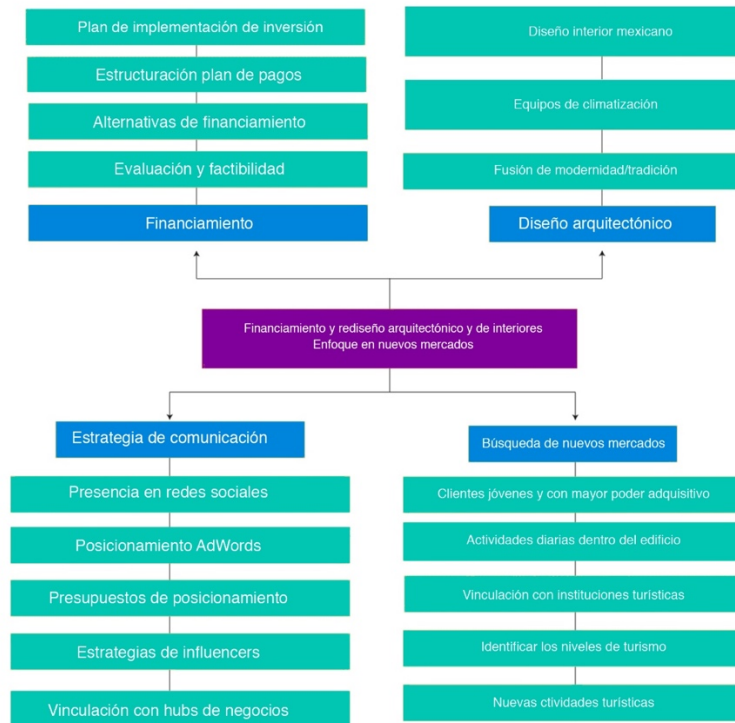 Plan de implementación de inversión
Estructuración plan de pagos
Alternativas de financiamiento
Evaluación y factibilidad
Financiamiento
Diseño interior mexicano
Equipos de climatización
Fusión de modernidad/tradición
Diseño arquitectónico
Financiamiento y rediseño arquitectónico y de interiores
Enfoque en nuevos mercados
Estrategia de comunicación
Presencia en redes sociales
Posicionamiento AdWords
Presupuestos de posicionamiento
Estrategias de influencers
Vinculación con hubs de negocios
Búsqueda de nuevos mercados
Clientes jóvenes y con mayor poder adquisitivo
Actividades diarias dentro del edificio
Vinculación con instituciones turísticas
Identificar los niveles de turismo
Nuevas ctividades turísticas